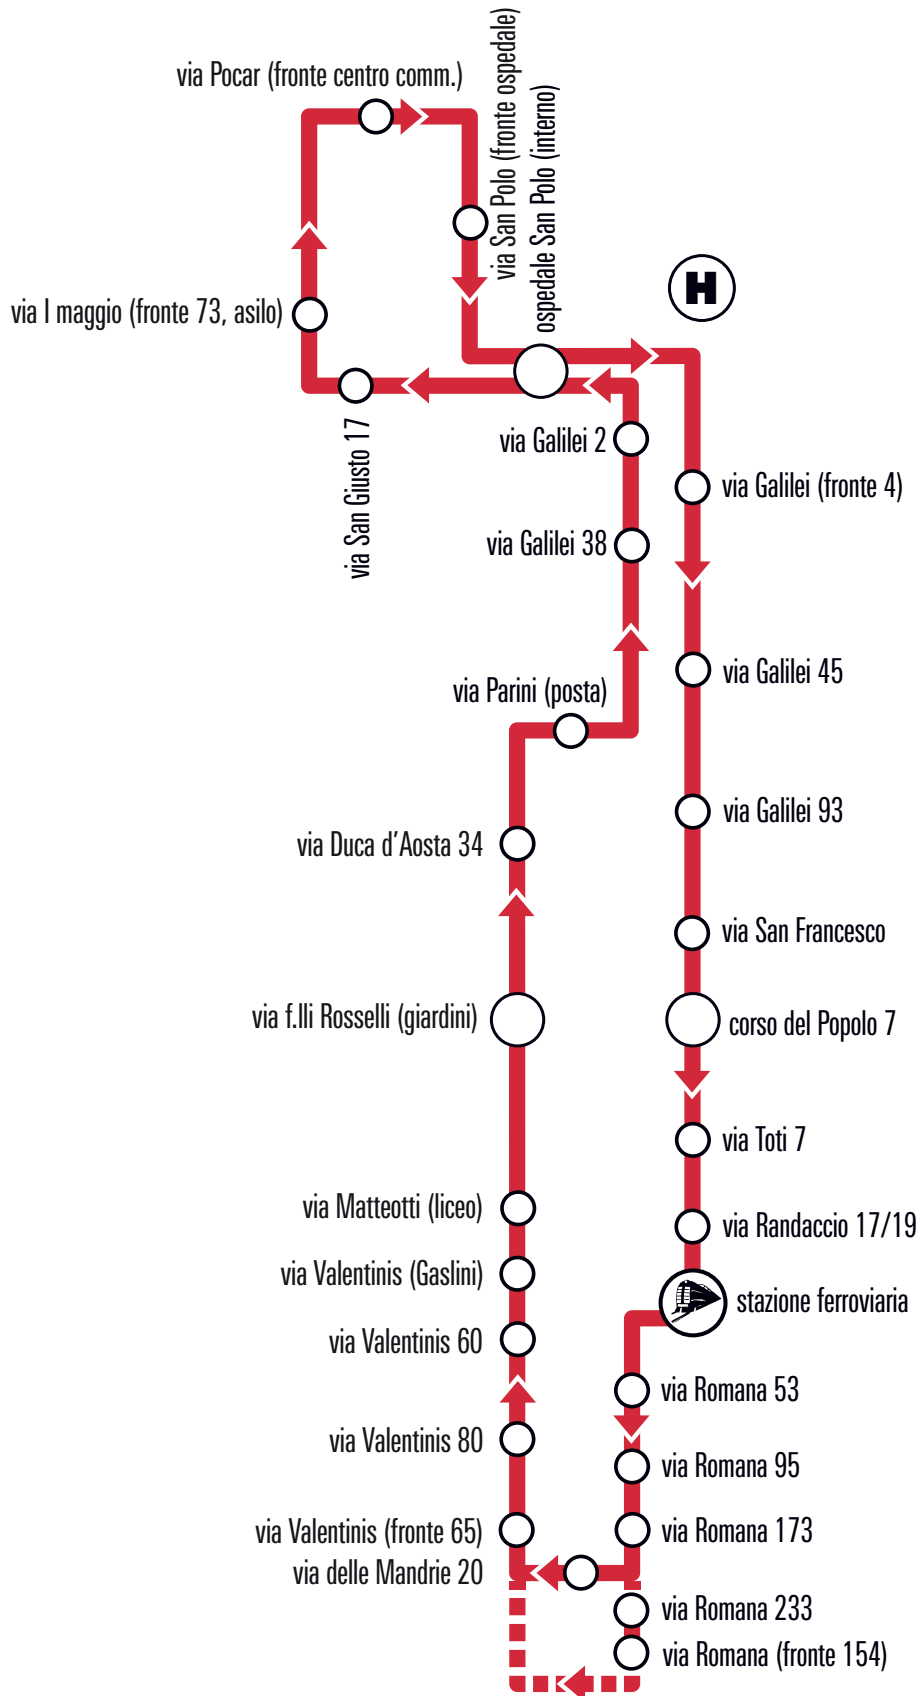 via Pocar (fronte centro comm.)
via San Polo (fronte ospedale)
ospedale San Polo (interno)
H
via I maggio (fronte 73, asilo)
via San Giusto 17
via Galilei 2
via Galilei (fronte 4)
via Galilei 38
via Galilei 45
via Parini (posta)
via Galilei 93
via Duca d'Aosta 34
via San Francesco
via f.lli Rosselli (giardini)
corso del Popolo 7
via Toti 7
via Matteotti (liceo)
via Randaccio 17/19
via Valentinis (Gaslini)
stazione ferroviaria
via Valentinis 60
via Romana 53
via Valentinis 80
via Romana 95
via Valentinis (fronte 65)
via Romana 173
via delle Mandrie 20
via Romana 233
via Romana (fronte 154)